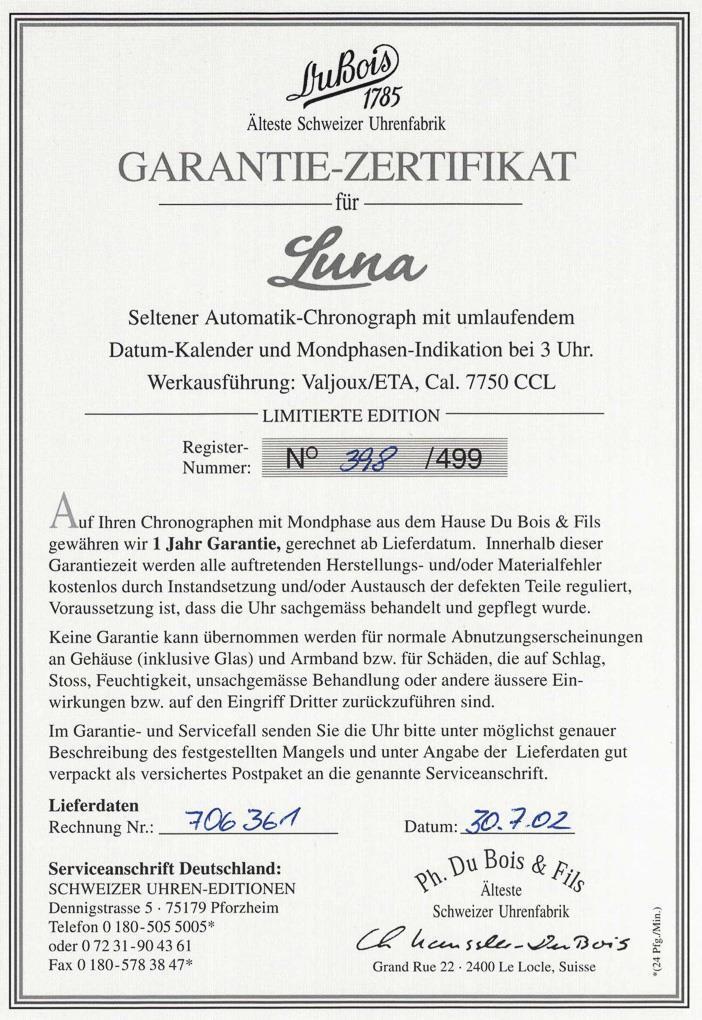 DuBois
1785
Älteste Schweizer Uhrenfabrik
GARANTIE-ZERTIFIKAT
für
Luna
Seltener Automatik-Chronograph mit umlaufendem
Datum-Kalender und Mondphasen-Indikation bei 3 Uhr.
Werkausführung: Valjoux/ETA, Cal. 7750 CCL
LIMITIERTE EDITION
Register-
Nummer: Nº 398 /499
Auf Ihren Chronographen mit Mondphase aus dem Hause Du Bois & Fils
gewähren wir 1 Jahr Garantie, gerechnet ab Lieferdatum. Innerhalb dieser
Garantiezeit werden alle auftretenden Herstellungs- und/oder Materialfehler
kostenlos durch Instandsetzung und/oder Austausch der defekten Teile reguliert,
Voraussetzung ist, dass die Uhr sachgemäss behandelt und gepflegt wurde.
Keine Garantie kann übernommen werden für normale Abnutzungserscheinungen
an Gehäuse (inklusive Glas) und Armband bzw. für Schäden, die auf Schlag,
Stoss, Feuchtigkeit, unsachgemässe Behandlung oder andere äussere Ein-
wirkungen bzw. auf den Eingriff Dritter zurückzuführen sind.
Im Garantie- und Servicefall senden Sie die Uhr bitte unter möglichst genauer
Beschreibung des festgestellten Mangels und unter Angabe der Lieferdaten gut
verpackt als versichertes Postpaket an die genannte Serviceanschrift.
Lieferdaten
Rechnung Nr.: 706 361 Datum: 30.7.02
Serviceanschrift Deutschland:
SCHWEIZER UHREN-EDITIONEN
Dennigstrasse 5 · 75179 Pforzheim
Telefon 0 180-505 5005*
oder 0 72 31-90 43 61
Fax 0 180-578 38 47*
Ph. Du Bois & Fils
Älteste
Schweizer Uhrenfabrik
Ch DuBois
Grand Rue 22 · 2400 Le Locle, Suisse
*(24 Pfg./Min.)